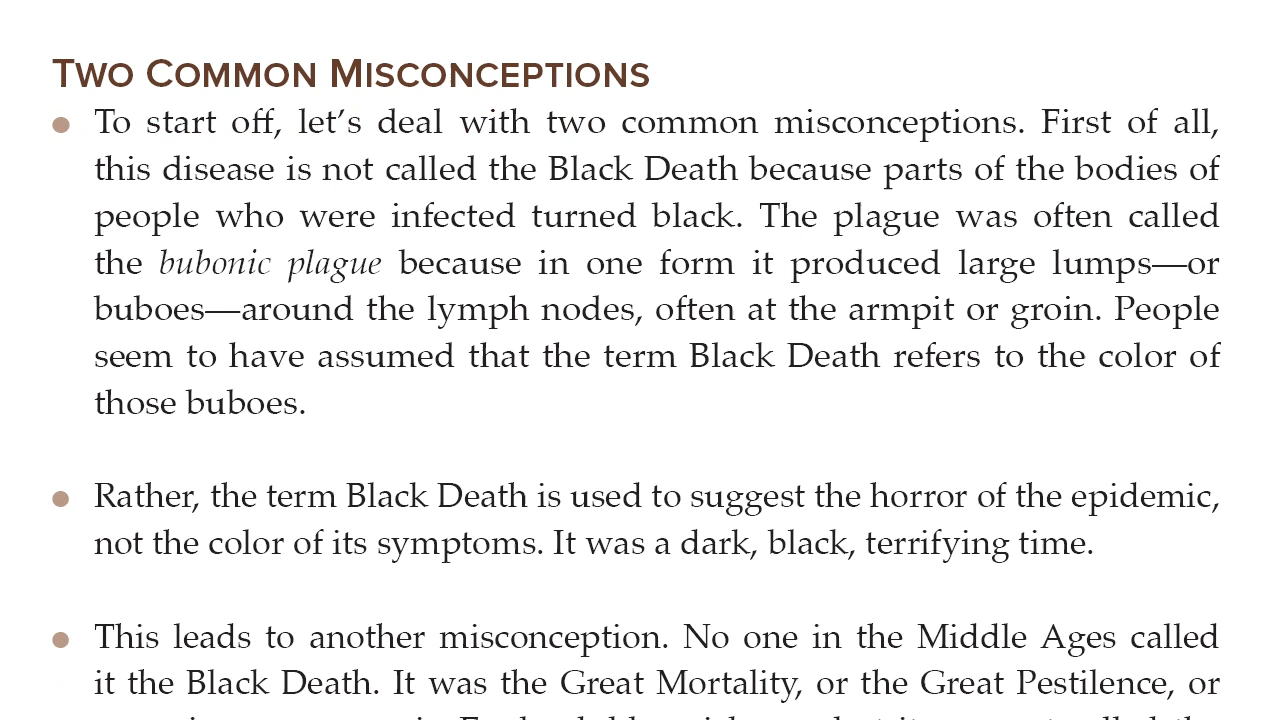 TWO COMMON MISCONCEPTIONS
To start off, let’s deal with two common misconceptions. First of all,
this disease is not called the Black Death because parts of the bodies of
people who were infected turned black. The plague was often called
the bubonic plague because in one form it produced large lumps—or
buboes—around the lymph nodes, often at the armpit or groin. People
seem to have assumed that the term Black Death refers to the color of
those buboes.
Rather, the term Black Death is used to suggest the horror of the epidemic,
not the color of its symptoms. It was a dark, black, terrifying time.
This leads to another misconception. No one in the Middle Ages called
it the Black Death. It was the Great Mortality, or the Great Pestilence, or